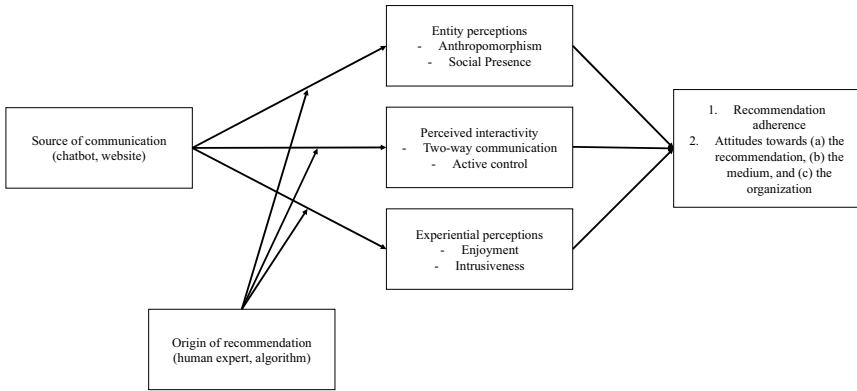 Source of communication
(chatbot, website)
Entity perceptions
- Anthropomorphism
- Social Presence
Perceived interactivity
- Two-way communication
- Active control
Experiential perceptions
- Enjoyment
- Intrusiveness
Origin of recommendation
(human expert, algorithm)
1. Recommendation
adherence
2. Attitudes towards (a) the
recommendation, (b) the
medium, and (c) the
organization